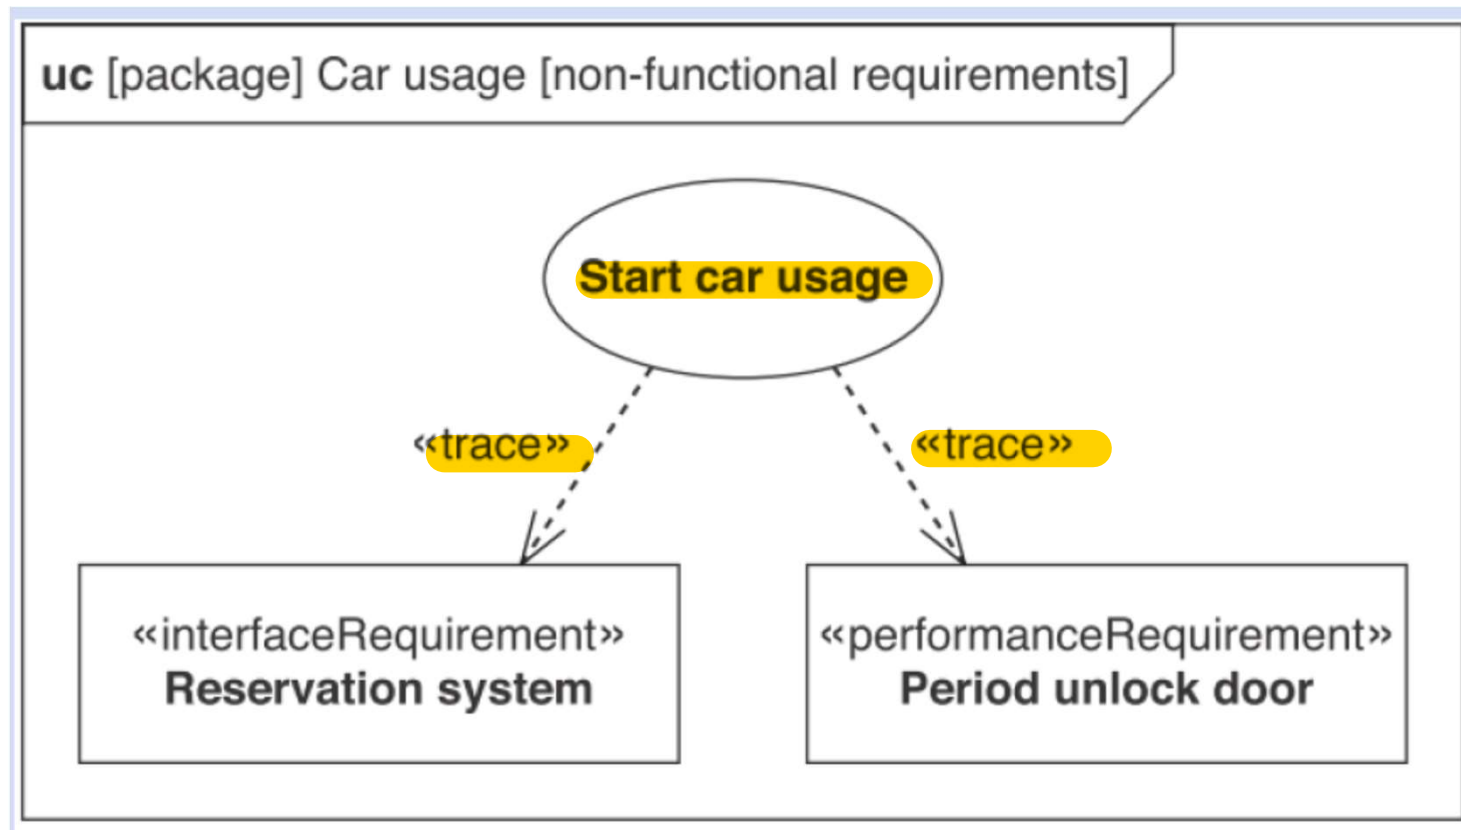 uc [package] Car usage [non-functional requirements]
Start car usage
«trace» «trace»
«interfaceRequirement»
Reservation system
«performanceRequirement»
Period unlock door